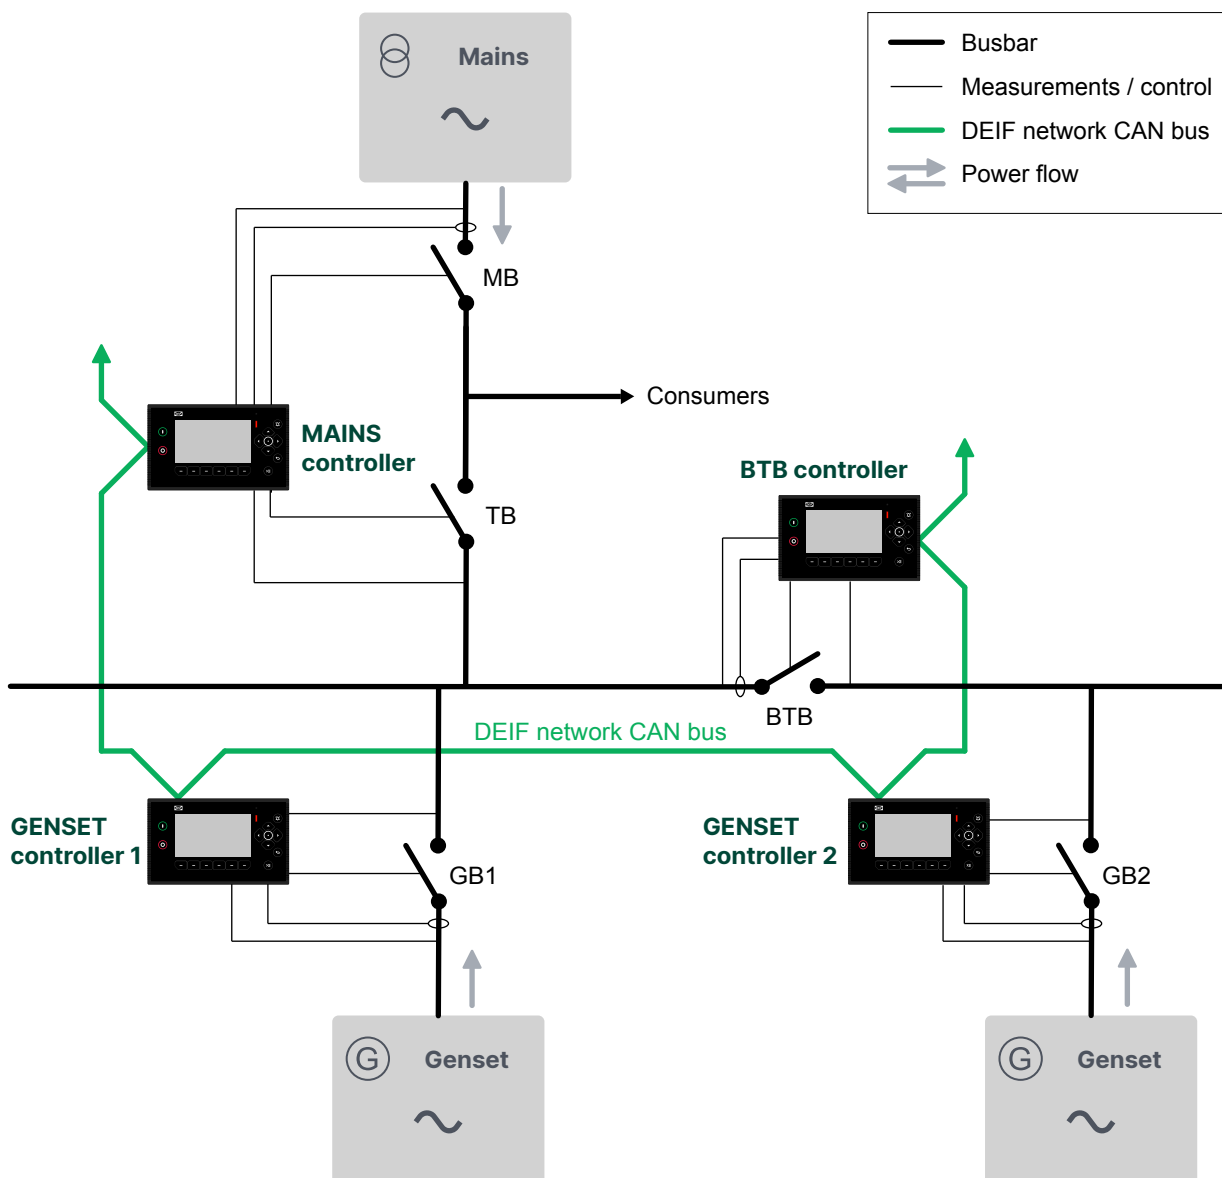 Mains
Busbar
Measurements / control
DEIF network CAN bus
Power flow
MB
Consumers
MAINS
controller
TB
BTB controller
BTB
DEIF network CAN bus
GENSET
controller 1
GB1
GENSET
controller 2
GB2
G Genset
G Genset